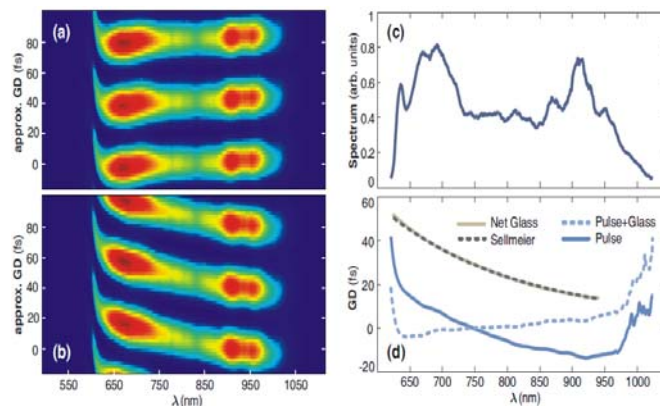 (a)
approx. GD (fs)
80
60
40
20
0
(b)
approx. GD (fs)
80
60
40
20
0
550
650
750
850
950
1050
λ (nm)
(c)
Spectrum (arb. units)
1
0.8
0.6
0.4
0.2
0
60
40
20
0
-20
GD (fs)
Net Glass
Sellmeier
Pulse+Glass
Pulse
(d)
650
700
750
800
850
900
950
1000
λ (nm)